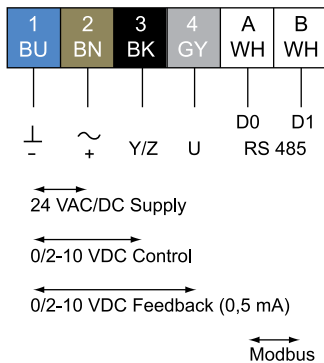 1 2 3 4 A B
BU BN BK GY WH WH
D0 D1
⊥ ~
- + Y/Z U RS 485
24 VAC/DC Supply
0/2-10 VDC Control
0/2-10 VDC Feedback (0,5 mA)
Modbus